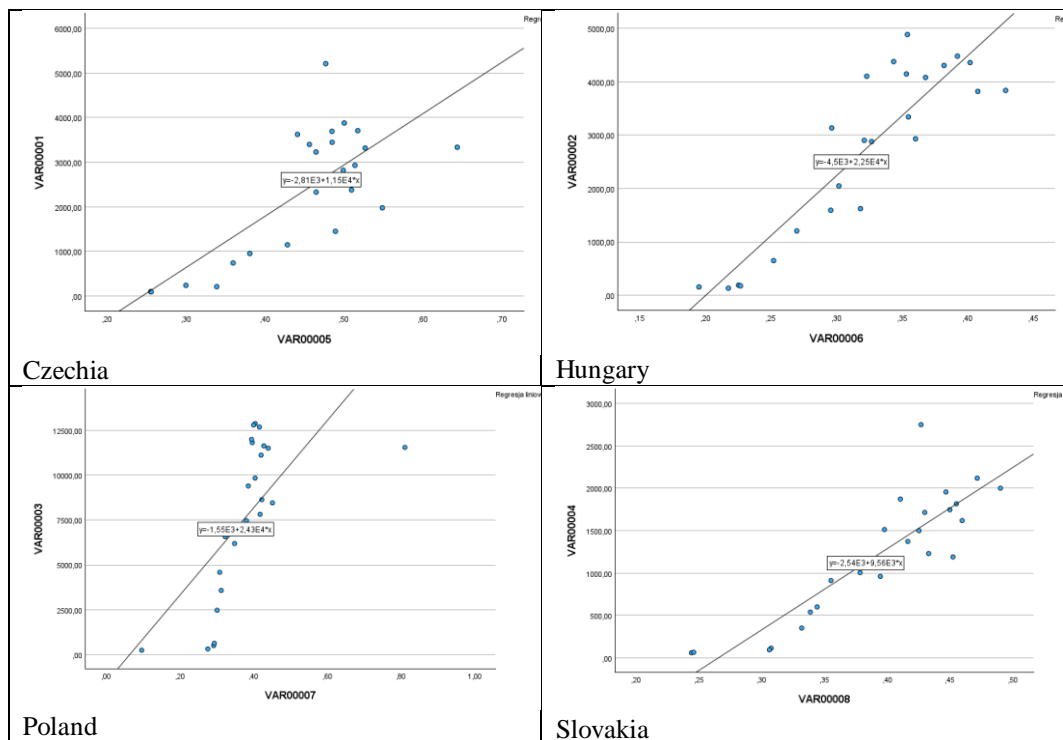 Regre
6000,00
5000,00
4000,00
3000,00
2000,00
1000,00
,00
VAR00001
y=-2,81E3+1,15E4*x
,20 ,30 ,40 ,50 ,60 ,70
VAR00005
Czechia
Re
5000,00
4000,00
3000,00
2000,00
1000,00
,00
VAR00002
y=-4,5E3+2,25E4*x
,15 ,20 ,25 ,30 ,35 ,40 ,45
VAR00006
Hungary
Regresja liniow
12500,00
10000,00
7500,00
5000,00
2500,00
,00
VAR00003
y=-1,55E3+2,43E4*x
,00 ,20 ,40 ,60 ,80 1,00
VAR00007
Poland
Regresja
3000,00
2500,00
2000,00
1500,00
1000,00
500,00
,00
VAR00004
y=-2,54E3+9,56E3*x
,20 ,25 ,30 ,35 ,40 ,45 ,50
VAR00008
Slovakia